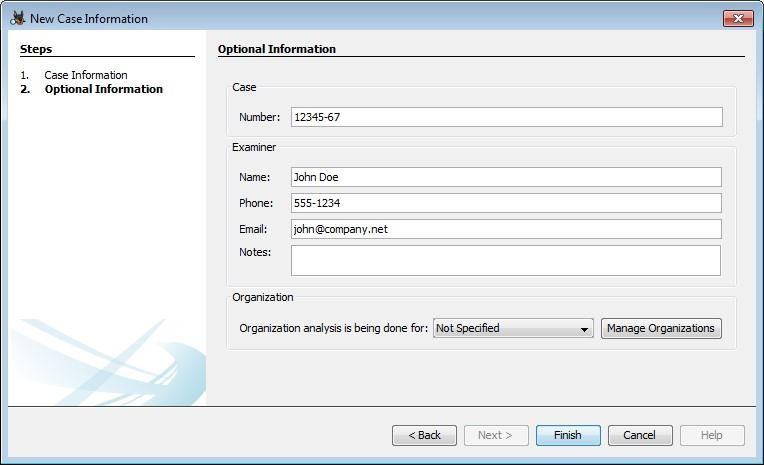 New Case Information
Steps
1. Case Information
2. Optional Information
Optional Information
Case
Number: 12345-67
Examiner
Name: John Doe
Phone: 555-1234
Email: john@company.net
Notes:
Organization
Organization analysis is being done for: Not Specified Manage Organizations
< Back Next > Finish Cancel Help